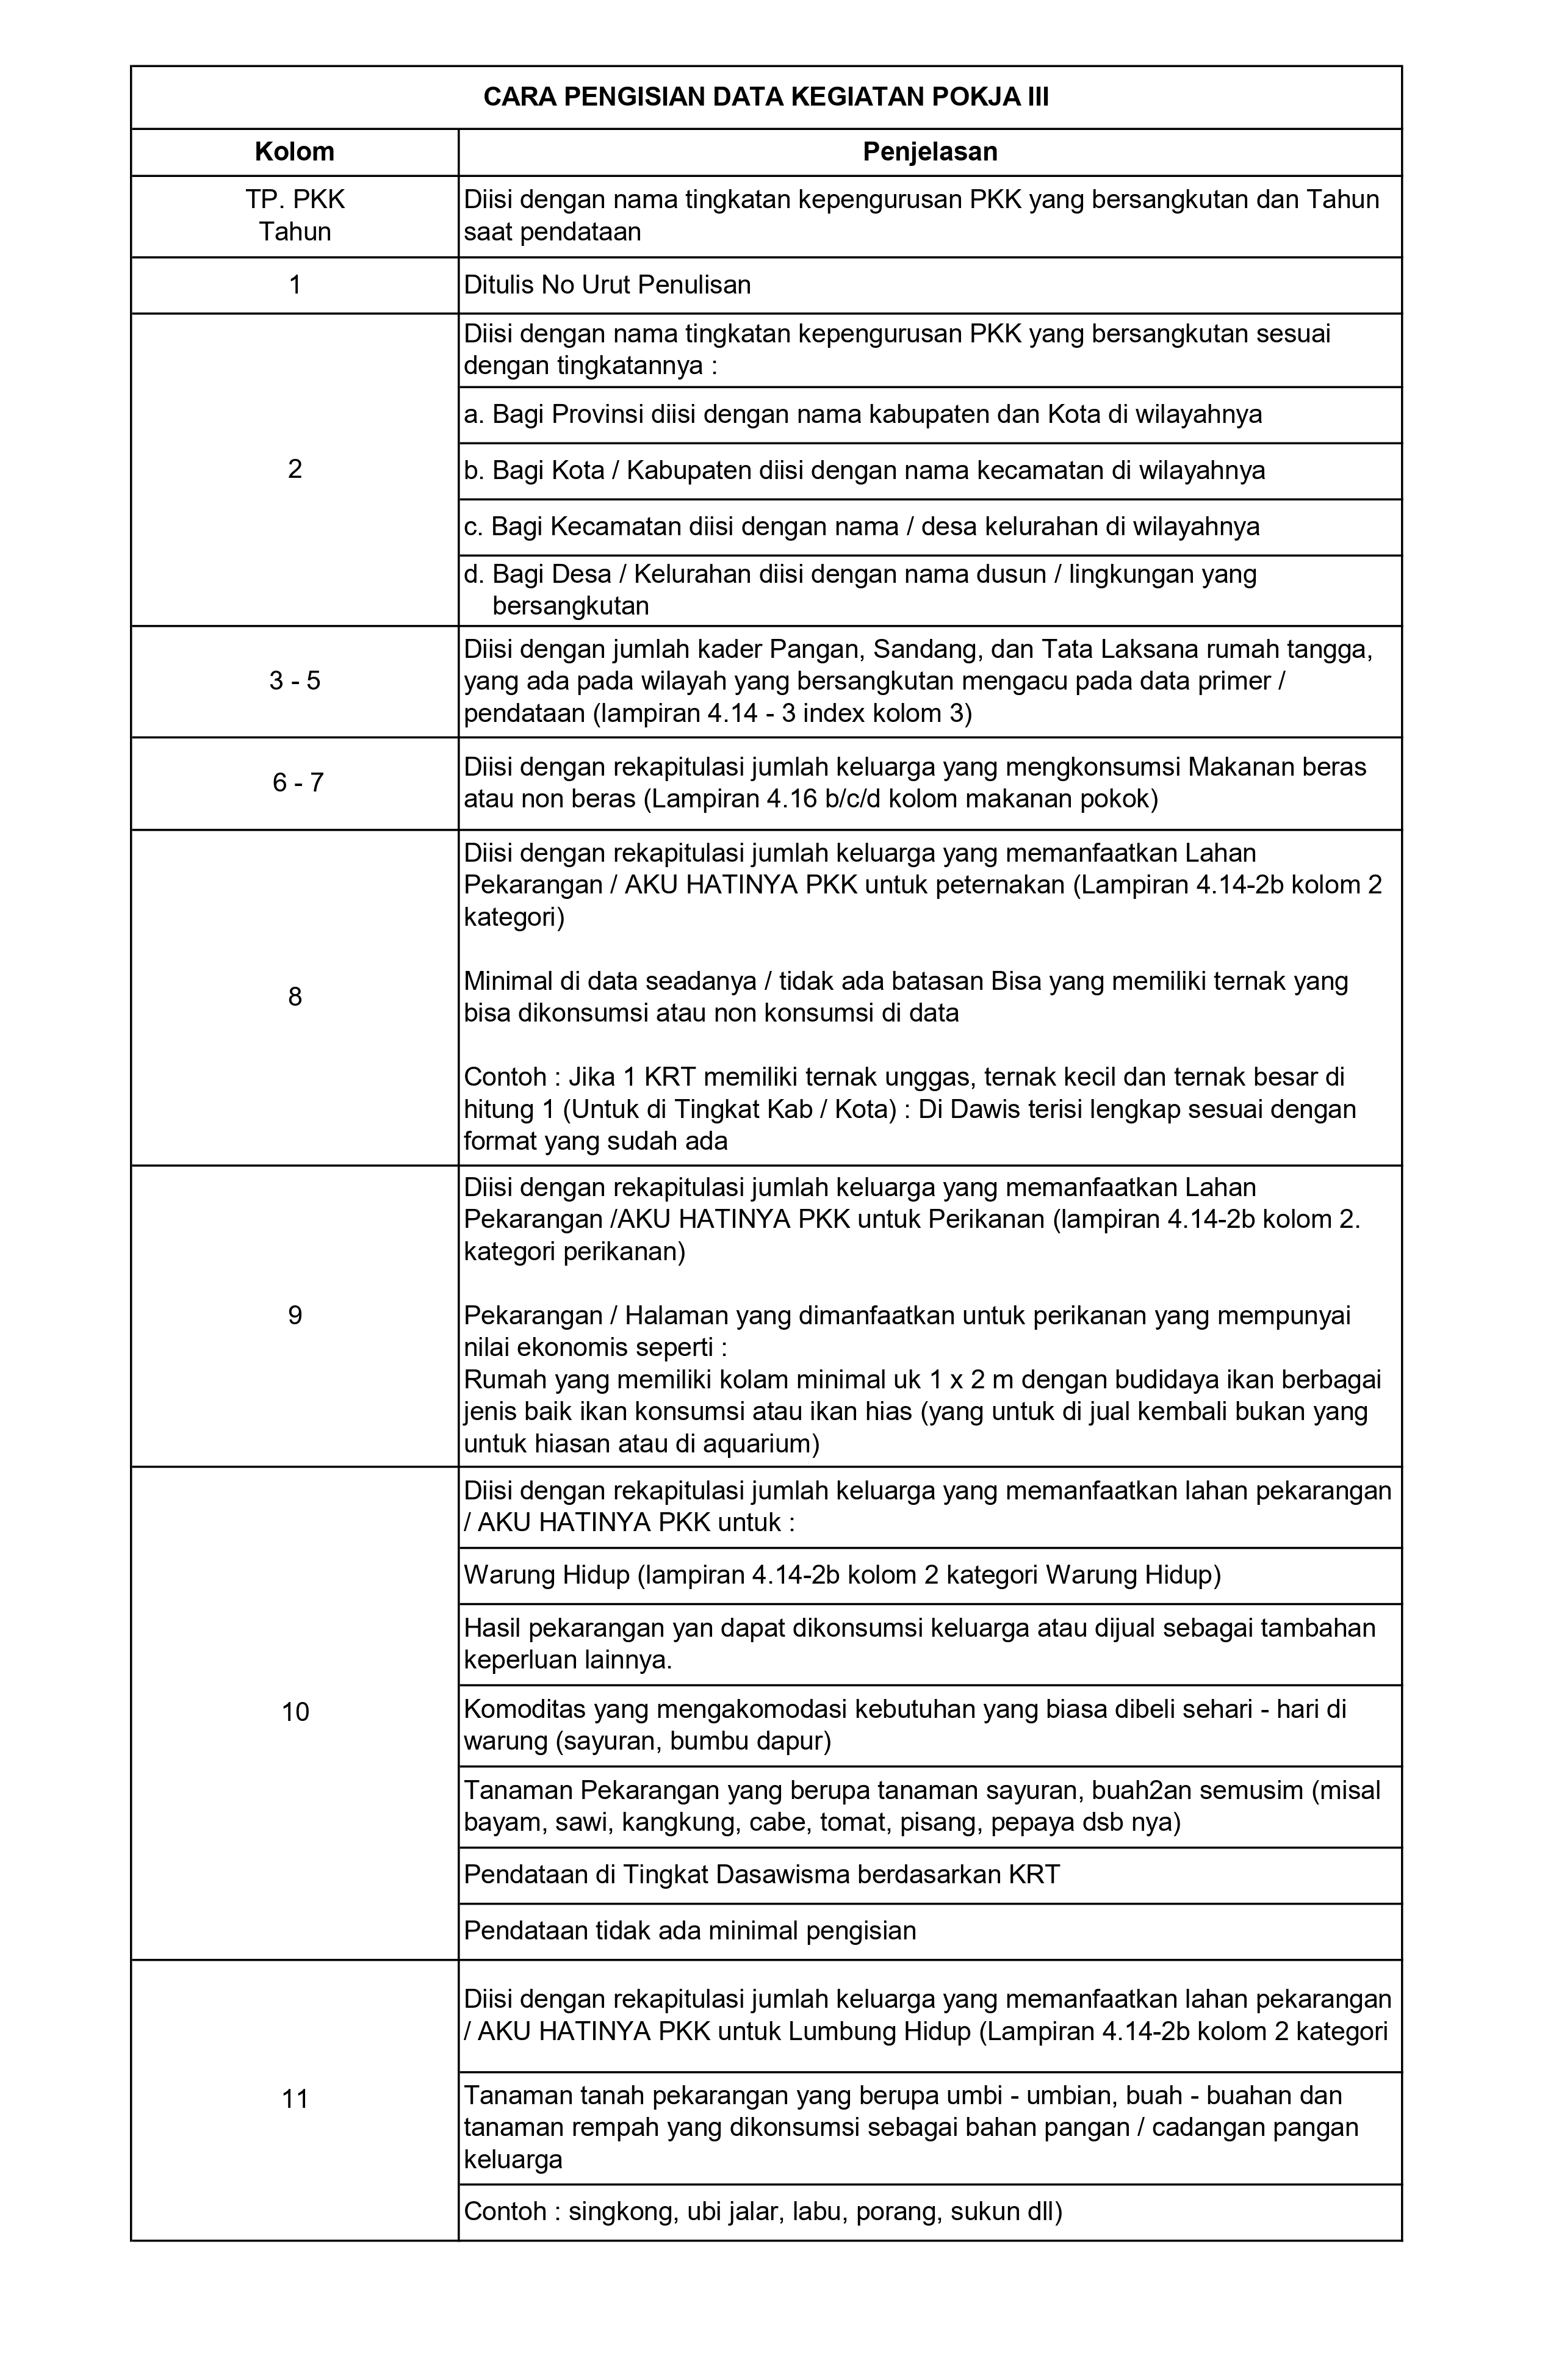 CARA PENGISIAN DATA KEGIATAN POKJA III
Kolom
Penjelasan
TP. PKK
Tahun
Diisi dengan nama tingkatan kepengurusan PKK yang bersangkutan dan Tahun
saat pendataan
1
Ditulis No Urut Penulisan
2
Diisi dengan nama tingkatan kepengurusan PKK yang bersangkutan sesuai
dengan tingkatannya :
a. Bagi Provinsi diisi dengan nama kabupaten dan Kota di wilayahnya
b. Bagi Kota / Kabupaten diisi dengan nama kecamatan di wilayahnya
c. Bagi Kecamatan diisi dengan nama / desa kelurahan di wilayahnya
d. Bagi Desa / Kelurahan diisi dengan nama dusun / lingkungan yang
bersangkutan
3 - 5
Diisi dengan jumlah kader Pangan, Sandang, dan Tata Laksana rumah tangga,
yang ada pada wilayah yang bersangkutan mengacu pada data primer /
pendataan (lampiran 4.14 - 3 index kolom 3)
6 - 7
Diisi dengan rekapitulasi jumlah keluarga yang mengkonsumsi Makanan beras
atau non beras (Lampiran 4.16 b/c/d kolom makanan pokok)
8
Diisi dengan rekapitulasi jumlah keluarga yang memanfaatkan Lahan
Pekarangan / AKU HATINYA PKK untuk peternakan (Lampiran 4.14-2b kolom 2
kategori)
Minimal di data seadanya / tidak ada batasan Bisa yang memiliki ternak yang
bisa dikonsumsi atau non konsumsi di data
Contoh : Jika 1 KRT memiliki ternak unggas, ternak kecil dan ternak besar di
hitung 1 (Untuk di Tingkat Kab / Kota) : Di Dawis terisi lengkap sesuai dengan
format yang sudah ada
9
Diisi dengan rekapitulasi jumlah keluarga yang memanfaatkan Lahan
Pekarangan /AKU HATINYA PKK untuk Perikanan (lampiran 4.14-2b kolom 2.
kategori perikanan)
Pekarangan / Halaman yang dimanfaatkan untuk perikanan yang mempunyai
nilai ekonomis seperti :
Rumah yang memiliki kolam minimal uk 1 x 2 m dengan budidaya ikan berbagai
jenis baik ikan konsumsi atau ikan hias (yang untuk di jual kembali bukan yang
untuk hiasan atau di aquarium)
10
Diisi dengan rekapitulasi jumlah keluarga yang memanfaatkan lahan pekarangan
/ AKU HATINYA PKK untuk :
Warung Hidup (lampiran 4.14-2b kolom 2 kategori Warung Hidup)
Hasil pekarangan yan dapat dikonsumsi keluarga atau dijual sebagai tambahan
keperluan lainnya.
Komoditas yang mengakomodasi kebutuhan yang biasa dibeli sehari - hari di
warung (sayuran, bumbu dapur)
Tanaman Pekarangan yang berupa tanaman sayuran, buah2an semusim (misal
bayam, sawi, kangkung, cabe, tomat, pisang, pepaya dsb nya)
Pendataan di Tingkat Dasawisma berdasarkan KRT
Pendataan tidak ada minimal pengisian
11
Diisi dengan rekapitulasi jumlah keluarga yang memanfaatkan lahan pekarangan
/ AKU HATINYA PKK untuk Lumbung Hidup (Lampiran 4.14-2b kolom 2 kategori
Tanaman tanah pekarangan yang berupa umbi - umbian, buah - buahan dan
tanaman rempah yang dikonsumsi sebagai bahan pangan / cadangan pangan
keluarga
Contoh : singkong, ubi jalar, labu, porang, sukun dll)